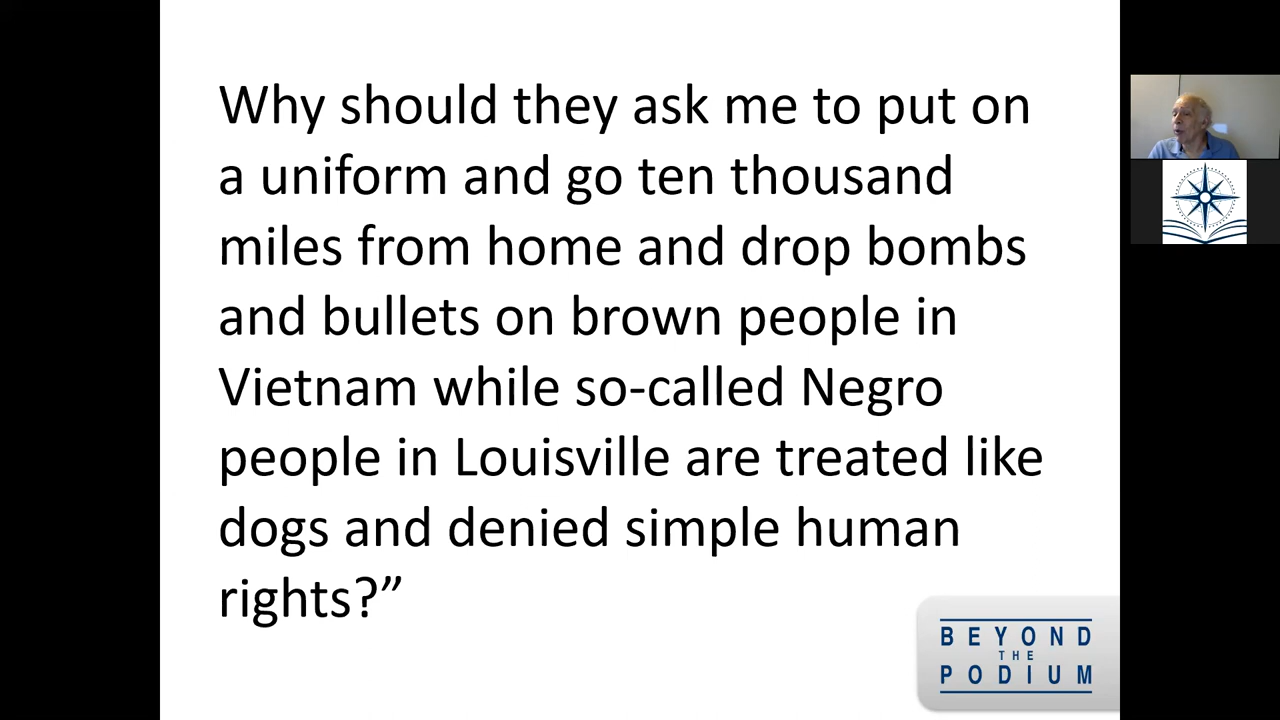 Why should they ask me to put on
a uniform and go ten thousand
miles from home and drop bombs
and bullets on brown people in
Vietnam while so-called Negro
people in Louisville are treated like
dogs and denied simple human
rights?”
BEYOND
THE
PODIUM